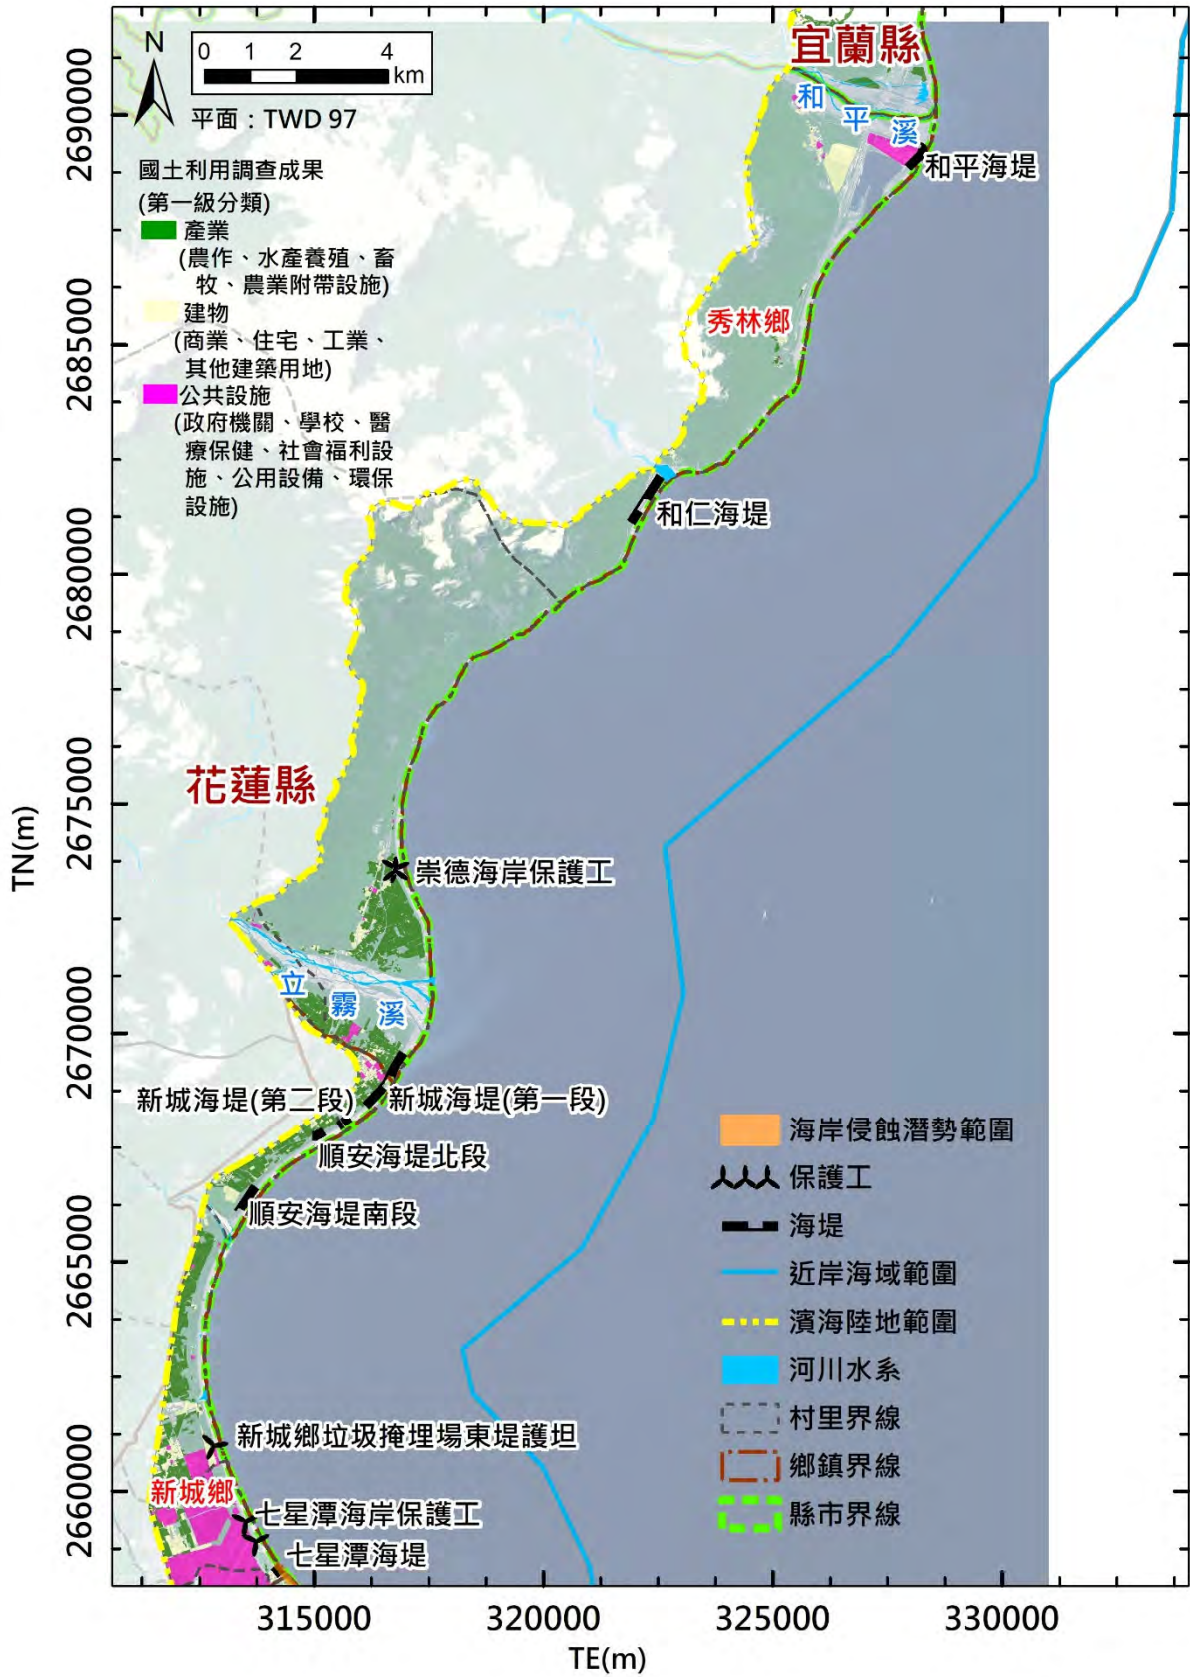 N
0 1 2 4
km
平面：TWD 97
國土利用調查成果
(第一級分類)
產業
(農作、水產養殖、畜
牧、農業附帶設施)
建物
(商業、住宅、工業、
其他建築用地)
公共設施
(政府機關、學校、醫
療保健、社會福利設
施、公用設備、環保
設施)
宜蘭縣
和平溪
和平海堤
秀林鄉
和仁海堤
花蓮縣
崇德海岸保護工
立霧溪
新城海堤(第二段)
新城海堤(第一段)
順安海堤北段
順安海堤南段
新城鄉垃圾掩埋場東堤護坦
新城鄉
七星潭海岸保護工
七星潭海堤
海岸侵蝕潛勢範圍
保護工
海堤
近岸海域範圍
濱海陸地範圍
河川水系
村里界線
鄉鎮界線
縣市界線
TN(m)
2690000
2685000
2680000
2675000
2670000
2665000
2660000
315000 320000 325000 330000
TE(m)